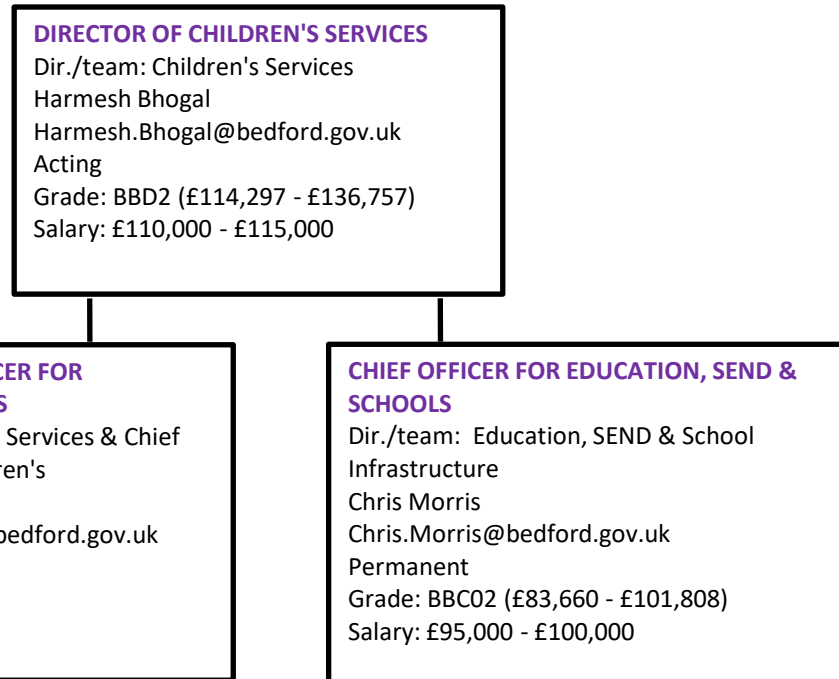 DIRECTOR OF CHILDREN'S SERVICES
Dir./team: Children's Services
Harmesh Bhogal
Harmesh.Bhogal@bedford.gov.uk
Acting
Grade: BBD2 (£114,297 - £136,757)
Salary: £110,000 - £115,000
FOR
Services & Chief
bedford.gov.uk
CHIEF OFFICER FOR EDUCATION, SEND &
SCHOOLS
Dir./team:  Education, SEND & School
Infrastructure
Chris Morris
Chris.Morris@bedford.gov.uk
Permanent
Grade: BBC02 (£83,660 - £101,808)
Salary: £95,000 - £100,000